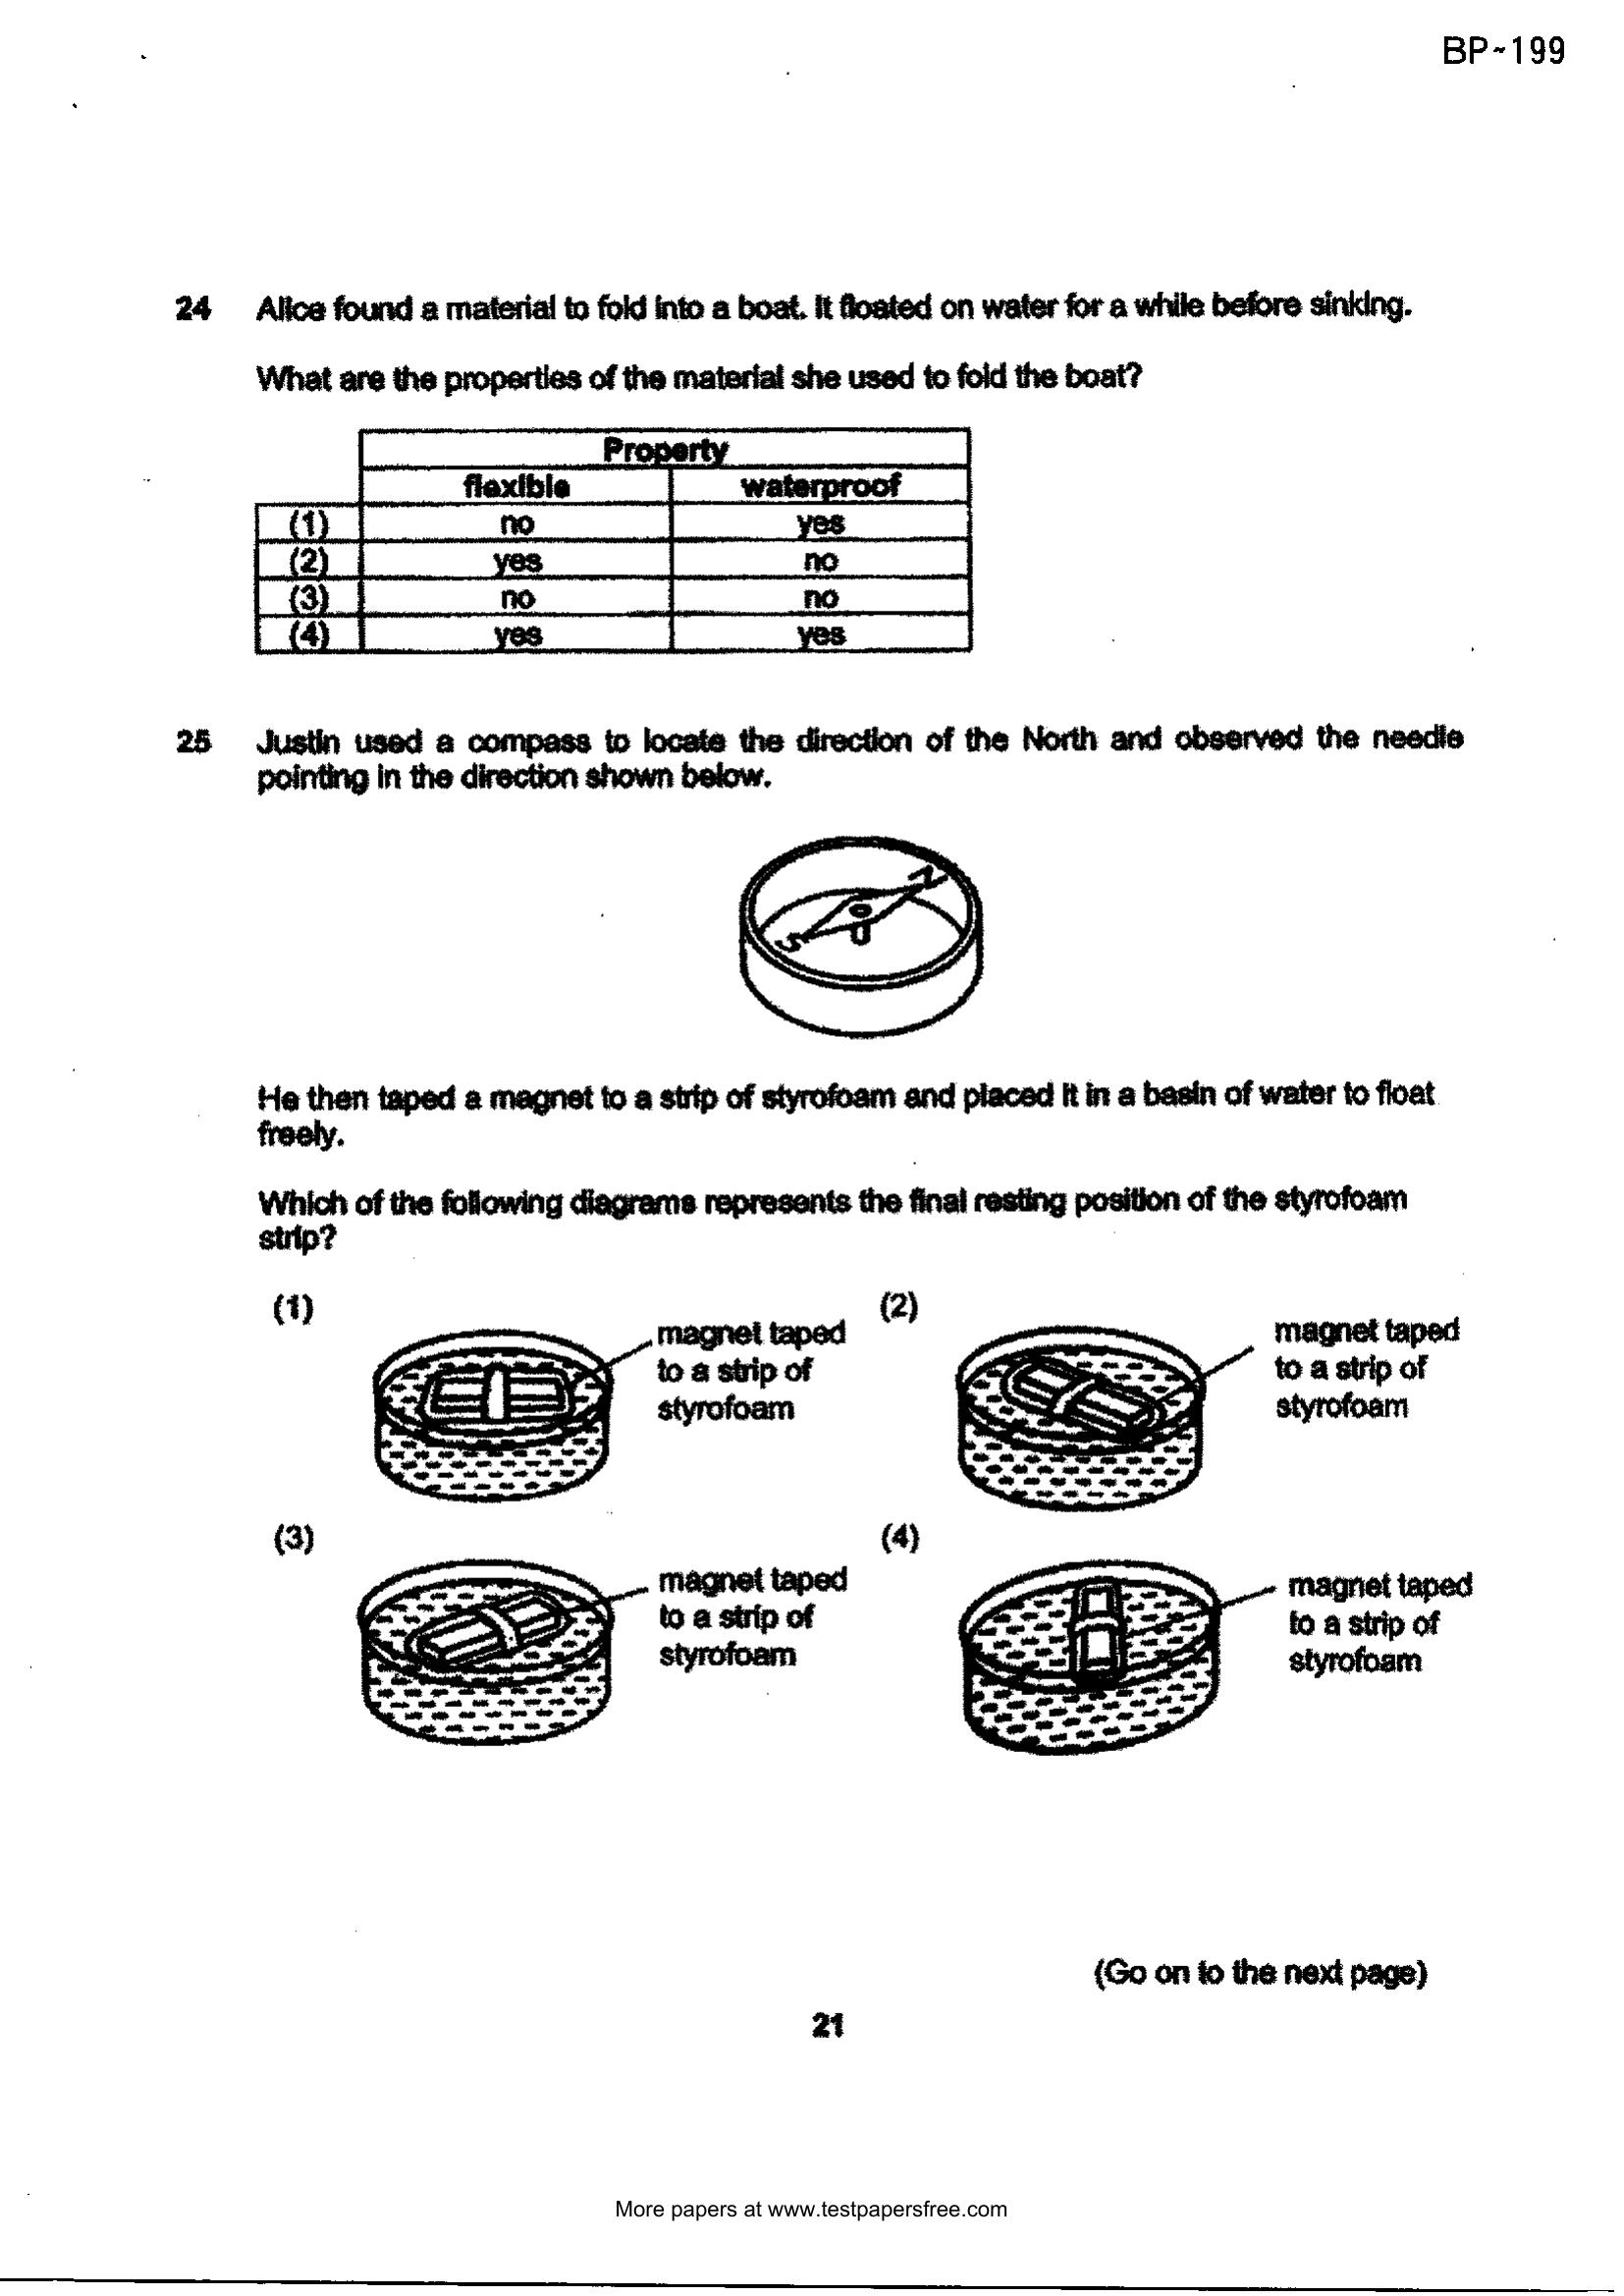 BP~199
24 Alice found a material to fold into a boat. It floated on water for a while before sinking.
What are the properties of the material she used to fold the boat?
Property
flexible waterproof
(1) no yes
(2) yes no
(3) no no
(4) yes yes
25 Justin used a compass to locate the direction of the North and observed the needle
pointing in the direction shown below.
N
S
He then taped a magnet to a strip of styrofoam and placed it in a basin of water to float
freely.
Which of the following diagrams represents the final resting position of the styrofoam
strip?
(1)
magnet taped
to a strip of
styrofoam
(2)
magnet taped
to a strip of
styrofoam
(3)
magnet taped
to a strip of
styrofoam
(4)
magnet taped
to a strip of
styrofoam
(Go on to the next page)
21
More papers at www.testpapersfree.com